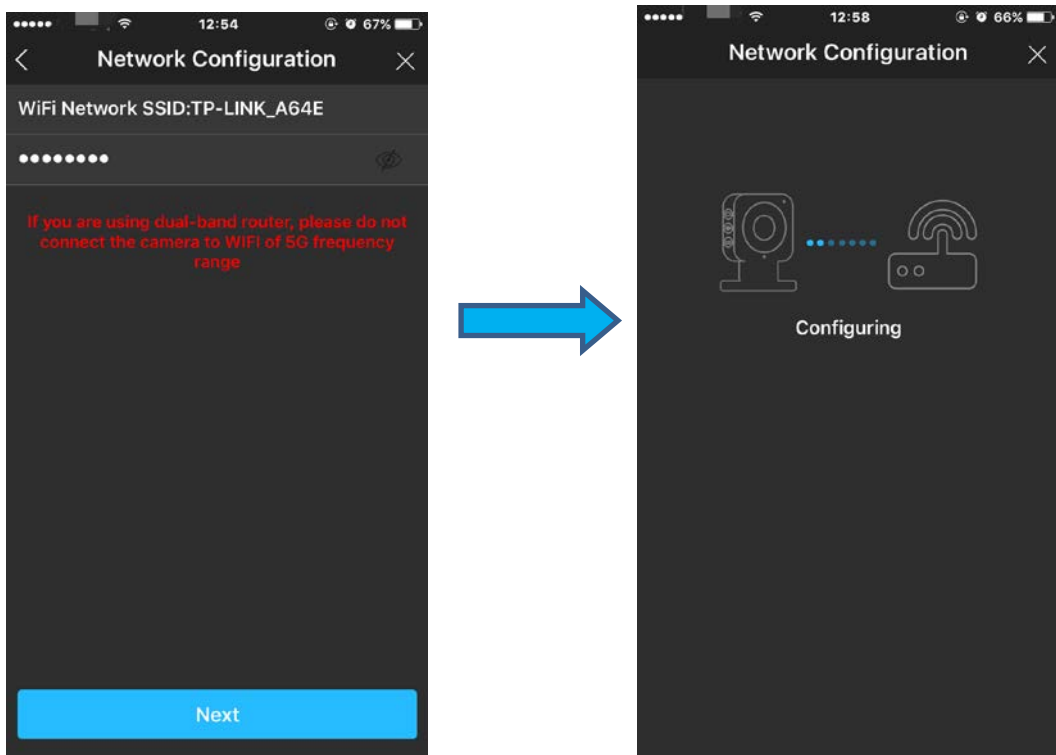 12:54
67%
Network Configuration
WiFi Network SSID:TP-LINK_A64E
If you are using dual-band router, please do not
connect the camera to WIFI of 5G frequency
range
Next
12:58
66%
Network Configuration
Configuring